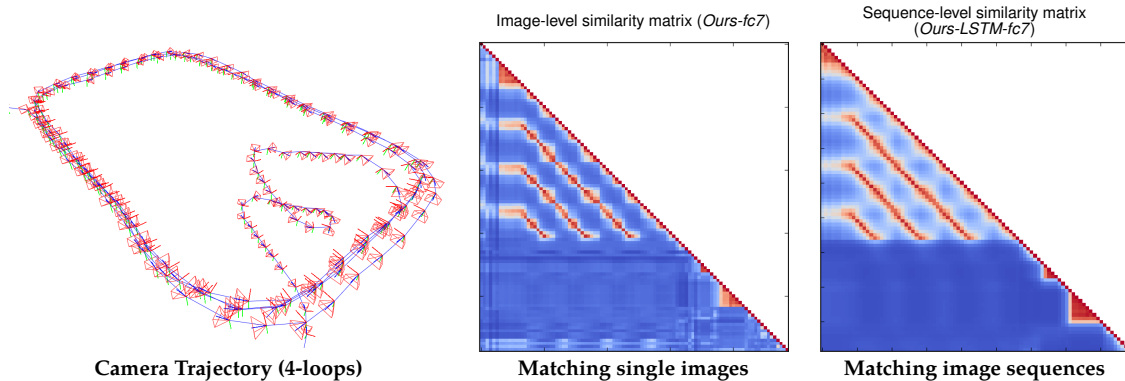 Image-level similarity matrix (Ours-fc7)
Sequence-level similarity matrix
(Ours-LSTM-fc7)
Camera Trajectory (4-loops)
Matching single images
Matching image sequences